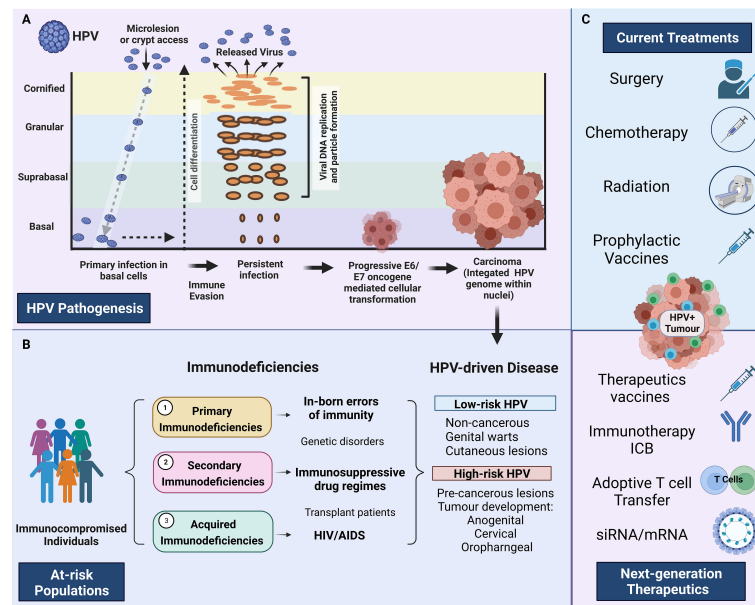 A
HPV
Microlesion
or crypt access
Released Virus
Cornified
Granular
Suprabasal
Basal
Cell differentiation
Viral DNA replication
and particle formation
Primary infection in
basal cells
Immune
Evasion
Persistent
infection
Progressive E6/
E7 oncogene
mediated cellular
transformation
Carcinoma
(Integated HPV
genome within
nuclei)
HPV Pathogenesis
B
Immunodeficiencies
HPV-driven Disease
Immunocompromised
Individuals
At-risk
Populations
1
Primary
Immunodeficiencies
In-born errors
of immunity
Genetic disorders
2
Secondary
Immunodeficiencies
Immunosuppressive
drug regimes
Transplant patients
3
Acquired
Immunodeficiencies
HIV/AIDS
Low-risk HPV
Non-cancerous
Genital warts
Cutaneous lesions
High-risk HPV
Pre-cancerous lesions
Tumour development:
Anogenital
Cervical
Oropharngeal
C
Current Treatments
Surgery
Chemotherapy
Radiation
Prophylactic
Vaccines
HPV+
Tumour
Therapeutics
vaccines
Immunotherapy
ICB
Adoptive T cell
Transfer
T Cells
siRNA/mRNA
Next-generation
Therapeutics